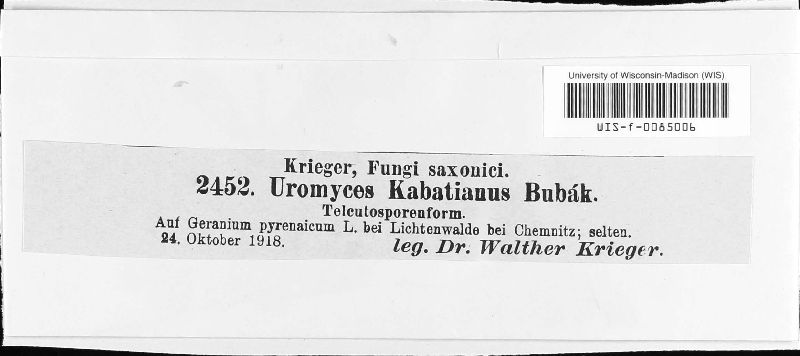 University of Wisconsin-Madison (WIS)
WIS-f-0065006
Krieger, Fungi saxonici.
2452. Uromyces Kabatianus Bubák.
Teleutosporenform.
Auf Geranium pyrenaicum L. bei Lichtenwalde bei Chemnitz; selten.
24. Oktober 1918.
leg. Dr. Walther Krieger.